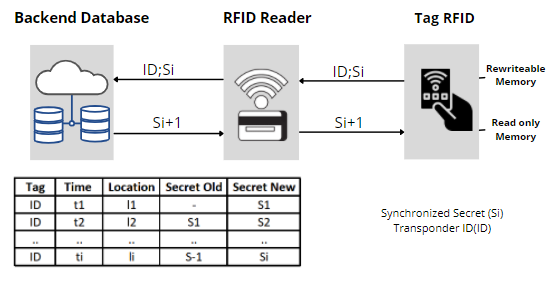 Backend Database RFID Reader Tag RFID
ID;Si ID;Si
Rewriteable
Memory
Si+1 Si+1
Read only
Memory
Tag Time Location Secret Old Secret New
ID t1 l1 - S1
ID t2 l2 S1 S2
.. .. .. .. ..
ID ti li S-1 Si
Synchronized Secret (Si)
Transponder ID(ID)